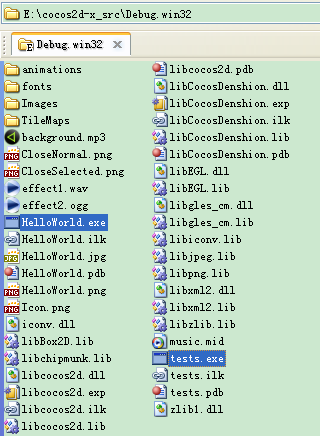 E:\cocos2d-x_src\Debug.win32
Debug.win32
animations
fonts
Images
TileMaps
background.mp3
CloseNormal.png
CloseSelected.png
effect1.wav
effect2.ogg
HelloWorld.exe
HelloWorld.ilk
HelloWorld.jpg
HelloWorld.pdb
HelloWorld.png
Icon.png
iconv.dll
libBox2D.lib
libchipmunk.lib
libcocos2d.dll
libcocos2d.exp
libcocos2d.ilk
libcocos2d.lib
libcocos2d.pdb
libCocosDenshion.dll
libCocosDenshion.exp
libCocosDenshion.ilk
libCocosDenshion.lib
libCocosDenshion.pdb
libEGL.dll
libEGL.lib
libgles_cm.dll
libgles_cm.lib
libiconv.lib
libjpeg.lib
libpng.lib
libxml2.dll
libxml2.lib
libzlib.lib
music.mid
tests.exe
tests.ilk
tests.pdb
zlib1.dll